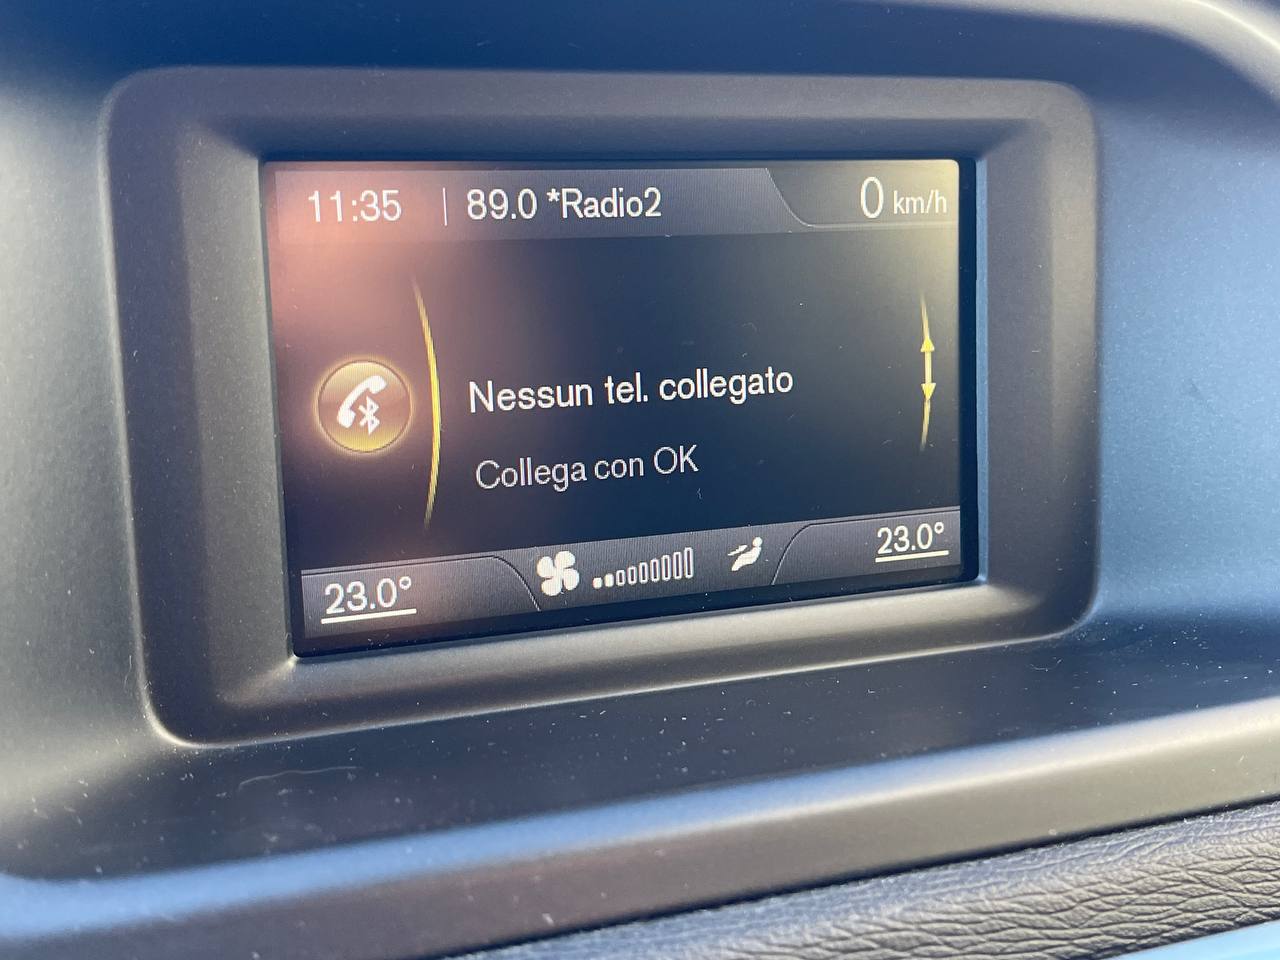 11:35 | 89.0 *Radio2 0 km/h
Nessun tel. collegato
Collega con OK
23.0° 23.0°